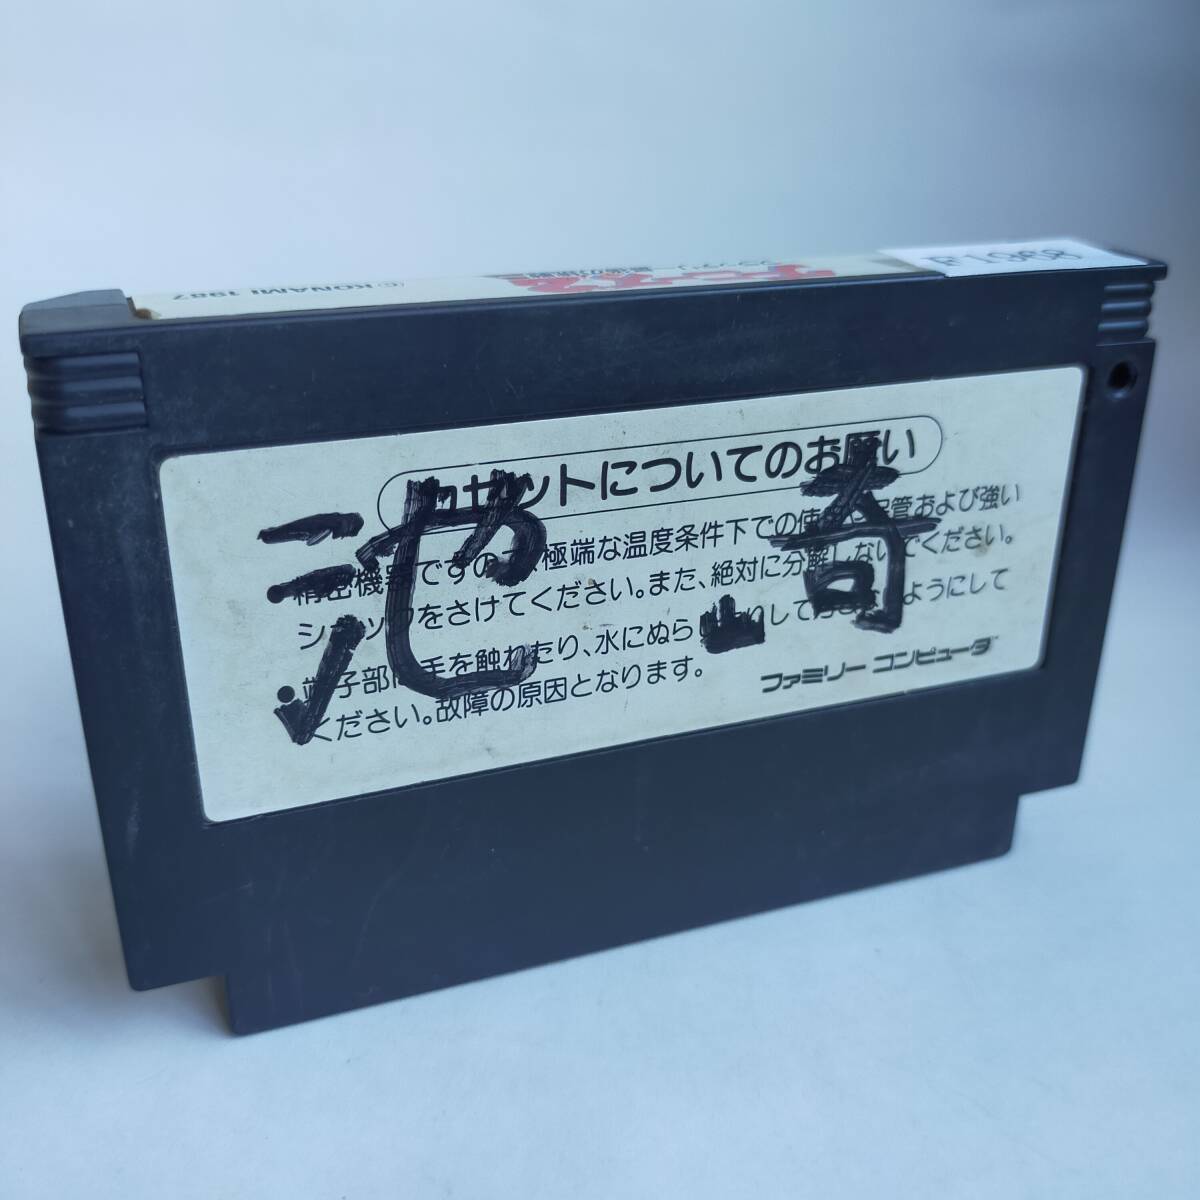 ©KONAMI 1987
F1968
カセットについてのお願い
●精密機器ですので、極端な温度条件下での使用や保管および強い
ショックをさけてください。また、絶対に分解しないでください。
●端子部に手を触れたり、水にぬらしたりして汚さないようにして
ください。故障の原因となります。
ファミリー コンピュータ
池崎